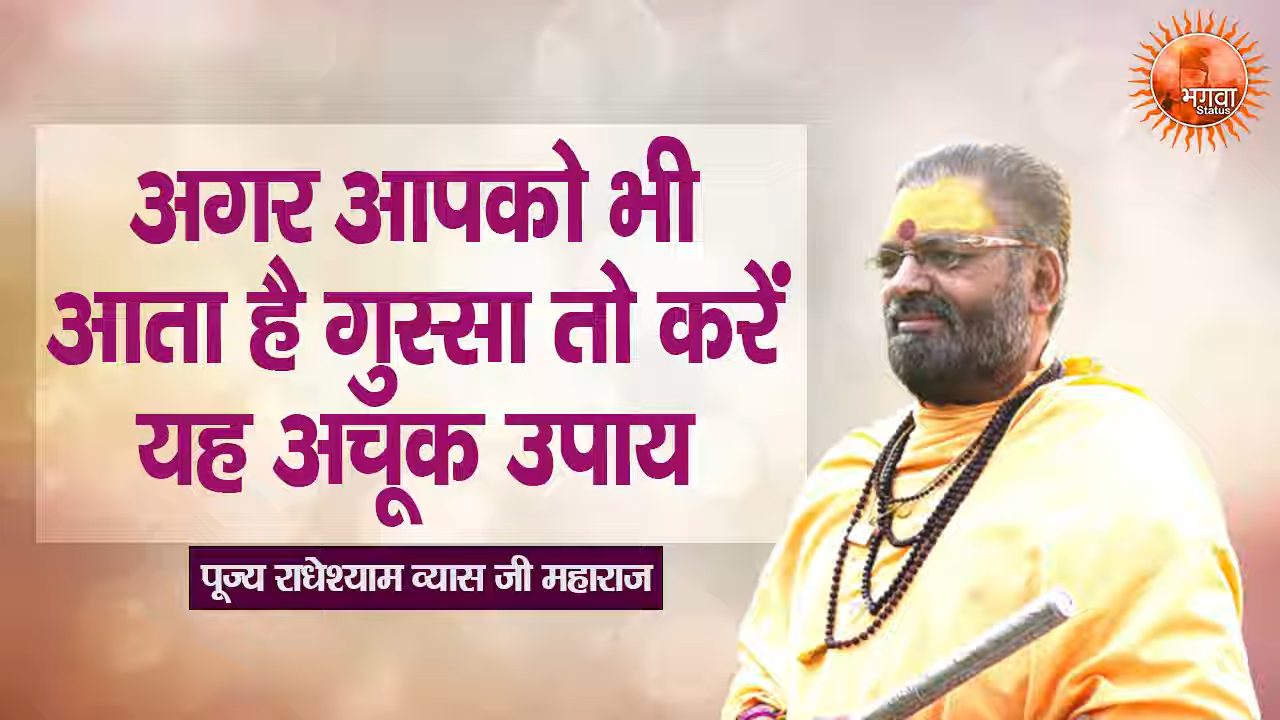 भगवा
Status
अगर आपको भी
आता है गुस्सा तो करें
यह अचूक उपाय
पूज्य राधेश्याम व्यास जी महाराज